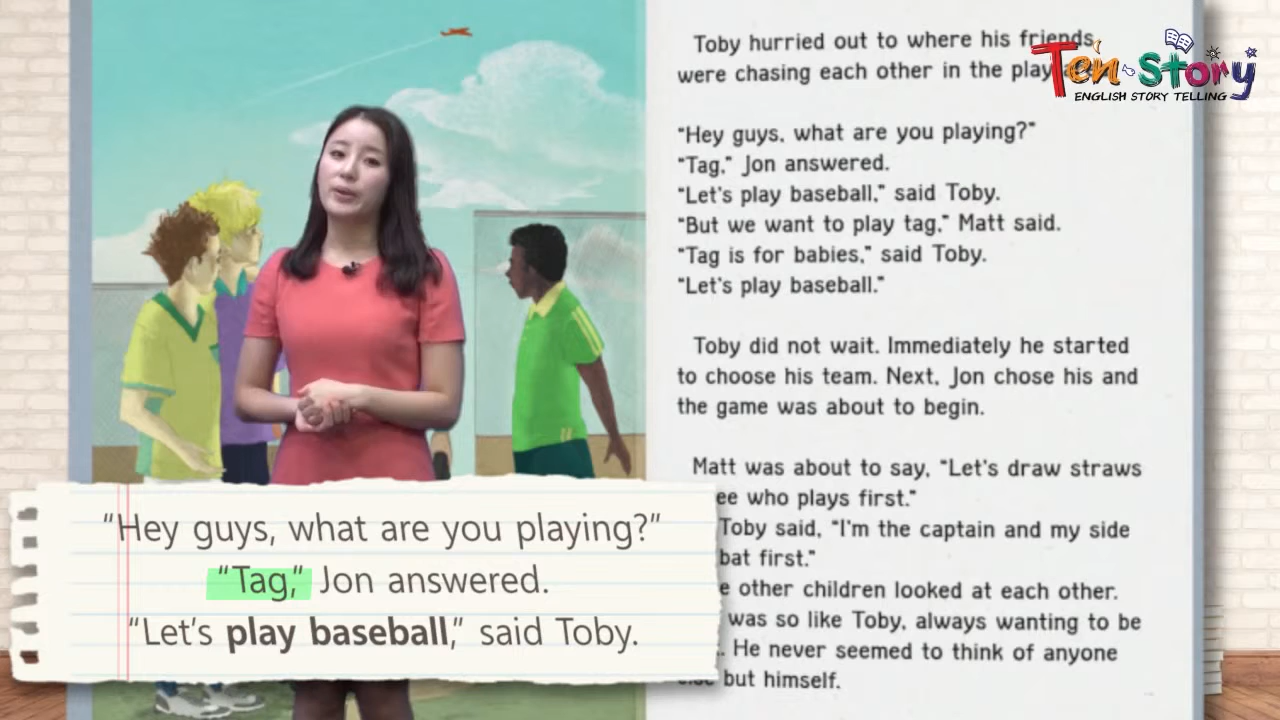 Toby hurried out to where his friends
were chasing each other in the
Ten Story
ENGLISH STORY TELLING
“Hey guys, what are you playing?”
“Tag,” Jon answered.
“Let's play baseball,” said Toby.
“But we want to play tag,” Matt said.
“Tag is for babies,” said Toby.
“Let's play baseball.”
Toby did not wait. Immediately he started
to choose his team. Next, Jon chose his and
the game was about to begin.
Matt was about to say, “Let's draw straws
who plays first.”
Toby said, “I'm the captain and my side
bat first.”
other children looked at each other.
was so like Toby, always wanting to be
He never seemed to think of anyone
but himself.
“Hey guys, what are you playing?”
“Tag,” Jon answered.
“Let's play baseball,” said Toby.